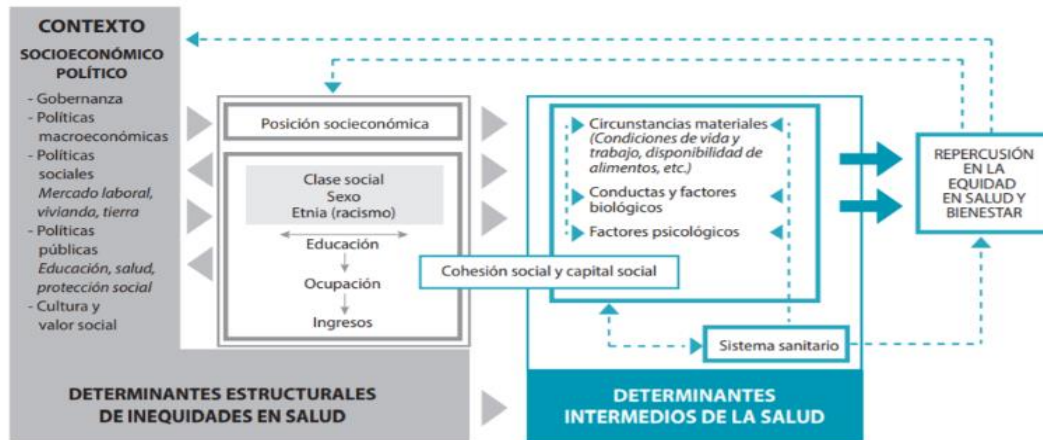 CONTEXTO
SOCIOECONÓMICO
POLÍTICO
- Gobernanza
- Políticas
macroeconómicas
- Políticas
sociales
Mercado laboral,
vivianda, tierra
- Políticas
públicas
Educación, salud,
protección social
- Cultura y
valor social
Posición socieconómica
Clase social
Sexo
Etnia (racismo)
Educación
Ocupación
Ingresos
Cohesión social y capital social
Circunstancias materiales
(Condiciones de vida y
trabajo, disponibilidad de
alimentos, etc.)
Conductas y factores
biológicos
Factores psicológicos
Sistema sanitario
REPERCUSIÓN
EN LA
EQUIDAD
EN SALUD Y
BIENESTAR
DETERMINANTES ESTRUCTURALES
DE INEQUIDADES EN SALUD
DETERMINANTES
INTERMEDIOS DE LA SALUD